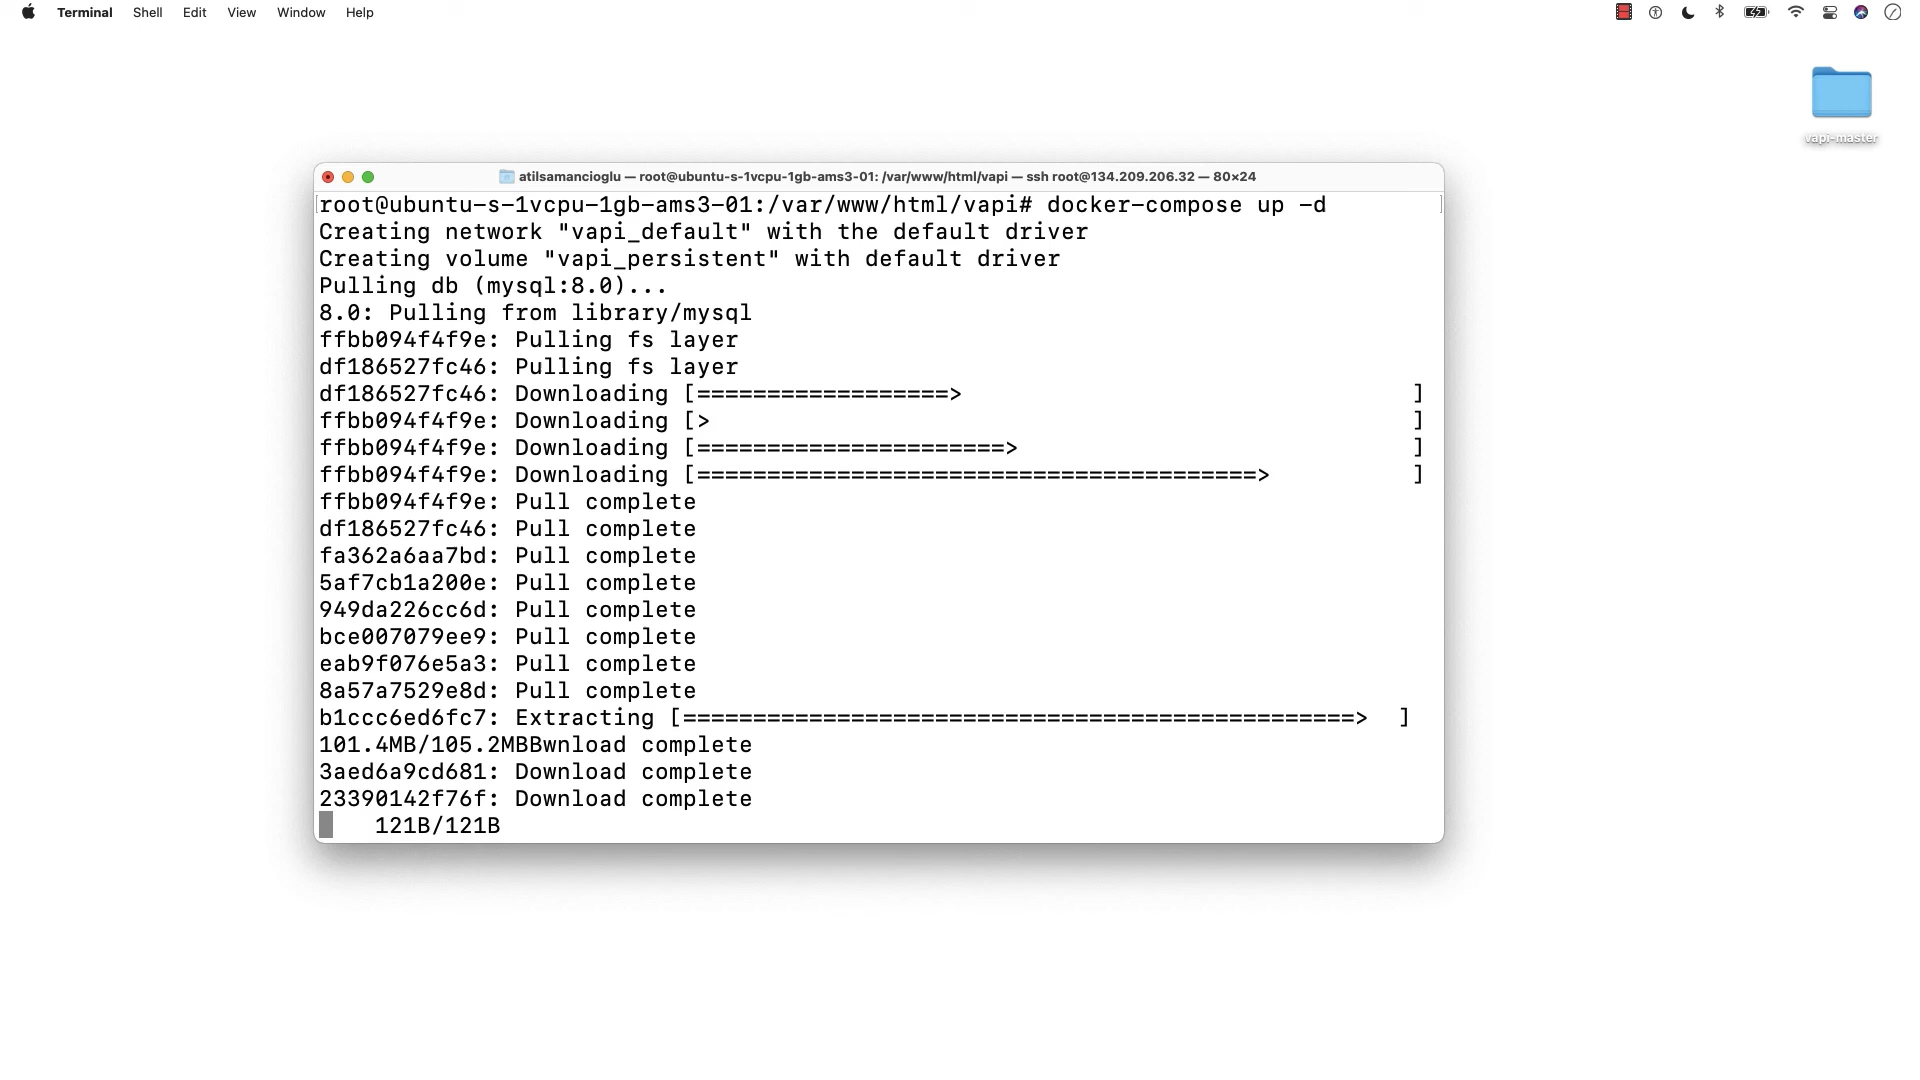 Terminal Shell Edit View Window Help
vapi-master
atilsamancioglu — root@ubuntu-s-1vcpu-1gb-ams3-01: /var/www/html/vapi — ssh root@134.209.206.32 — 80×24
root@ubuntu-s-1vcpu-1gb-ams3-01:/var/www/html/vapi# docker-compose up -d
Creating network "vapi_default" with the default driver
Creating volume "vapi_persistent" with default driver
Pulling db (mysql:8.0)...
8.0: Pulling from library/mysql
ffbb094f4f9e: Pulling fs layer
df186527fc46: Pulling fs layer
df186527fc46: Downloading [==================>                                ]
ffbb094f4f9e: Downloading [>                                                  ]
ffbb094f4f9e: Downloading [======================>                            ]
ffbb094f4f9e: Downloading [========================================>          ]
ffbb094f4f9e: Pull complete
df186527fc46: Pull complete
fa362a6aa7bd: Pull complete
5af7cb1a200e: Pull complete
949da226cc6d: Pull complete
bce007079ee9: Pull complete
eab9f076e5a3: Pull complete
8a57a7529e8d: Pull complete
b1ccc6ed6fc7: Extracting [================================================>  ]
101.4MB/105.2MBBwnload complete
3aed6a9cd681: Download complete
23390142f76f: Download complete
121B/121B